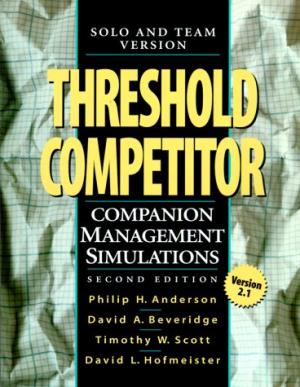 SOLO AND TEAM
VERSION
THRESHOLD
COMPETITOR
COMPANION
MANAGEMENT
SIMULATIONS
SECOND EDITION
Version
2.1
Philip H. Anderson
David A. Beveridge
Timothy W. Scott
David L. Hofmeister